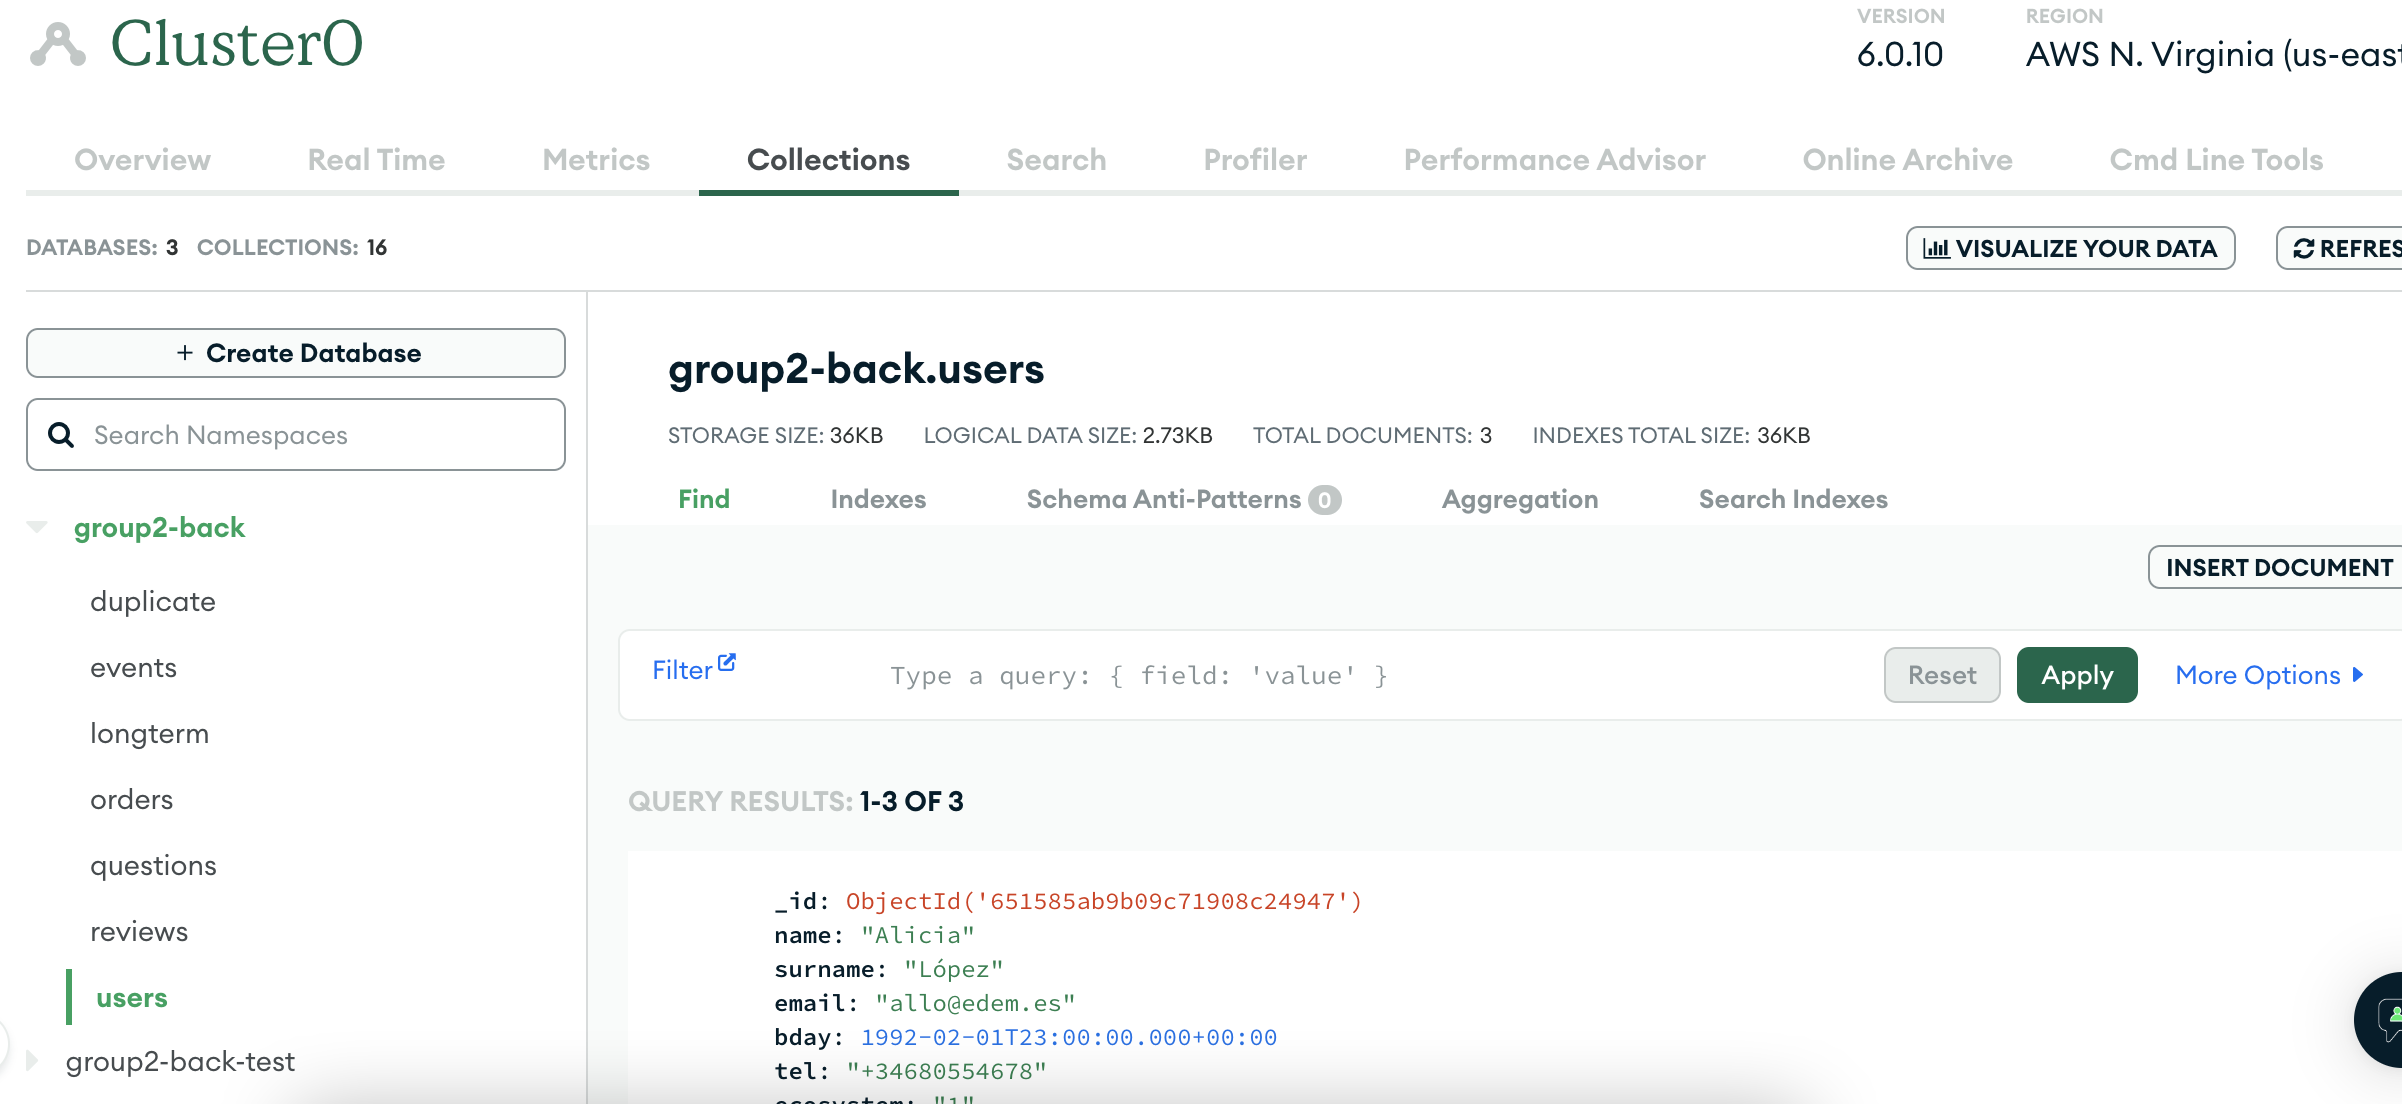 Cluster0
VERSION
6.0.10
REGION
AWS N. Virginia (us-east
Overview Real Time Metrics Collections Search Profiler Performance Advisor Online Archive Cmd Line Tools
DATABASES: 3 COLLECTIONS: 16
VISUALIZE YOUR DATA
REFRES
+ Create Database
Search Namespaces
group2-back
duplicate
events
longterm
orders
questions
reviews
users
group2-back-test
group2-back.users
STORAGE SIZE: 36KB LOGICAL DATA SIZE: 2.73KB TOTAL DOCUMENTS: 3 INDEXES TOTAL SIZE: 36KB
Find Indexes Schema Anti-Patterns 0 Aggregation Search Indexes
INSERT DOCUMENT
Filter Type a query: { field: 'value' } Reset Apply More Options
QUERY RESULTS: 1-3 OF 3
_id: ObjectId('651585ab9b09c71908c24947')
name: "Alicia"
surname: "López"
email: "allo@edem.es"
bday: 1992-02-01T23:00:00.000+00:00
tel: "+34680554678"
ecosystem: "1"